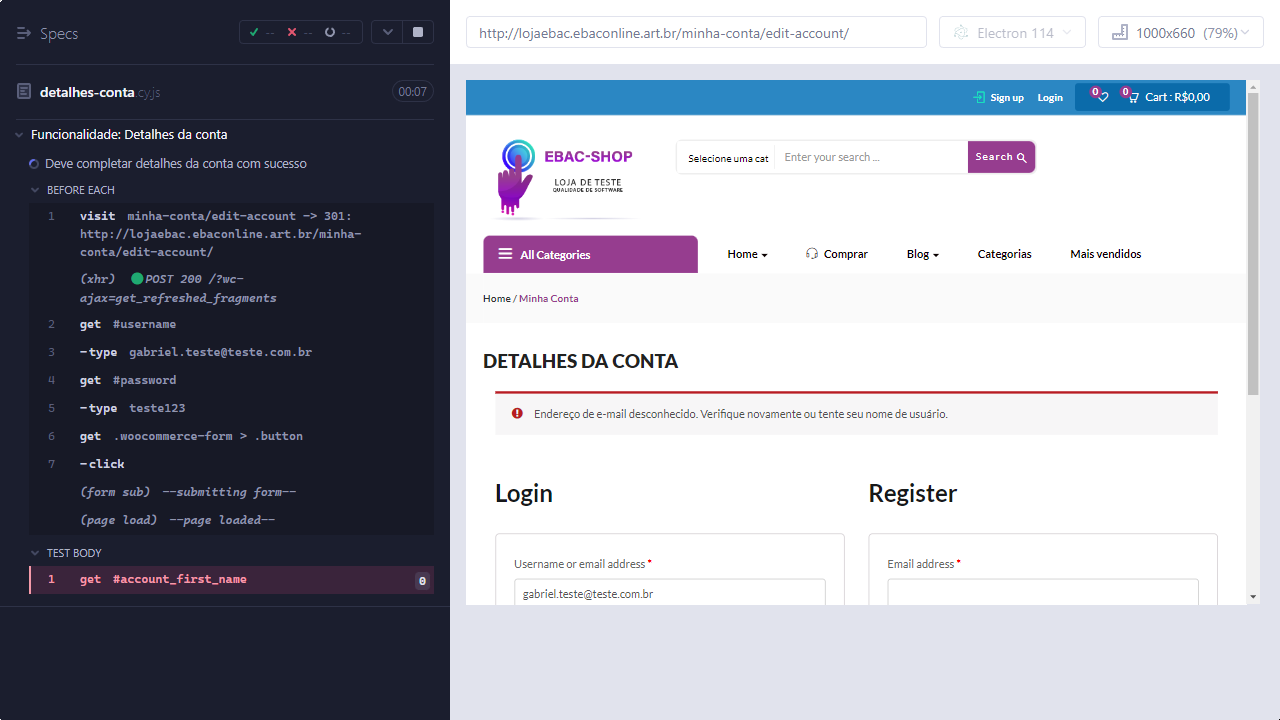 Specs
-- -- --
detalhes-conta.cy.js
00:07
Funcionalidade: Detalhes da conta
Deve completar detalhes da conta com sucesso
BEFORE EACH
1 visit minha-conta/edit-account -> 301:
http://lojaebac.ebaconline.art.br/minha-
conta/edit-account/
(xhr) POST 200 /?wc-
ajax=get_refreshed_fragments
2 get #username
3 -type gabriel.teste@teste.com.br
4 get #password
5 -type teste123
6 get .woocommerce-form > .button
7 -click
(form sub) --submitting form--
(page load) --page loaded--
TEST BODY
1 get #account_first_name 0
http://lojaebac.ebaconline.art.br/minha-conta/edit-account/
Electron 114
1000x660 (79%)
Sign up Login 0 0 Cart : R$0,00
EBAC-SHOP
LOJA DE TESTE
QUALIDADE DE SOFTWARE
Selecione uma cat Enter your search ... Search
All Categories Home Comprar Blog Categorias Mais vendidos
Home / Minha Conta
DETALHES DA CONTA
Endereço de e-mail desconhecido. Verifique novamente ou tente seu nome de usuário.
Login
Username or email address *
gabriel.teste@teste.com.br
Register
Email address *